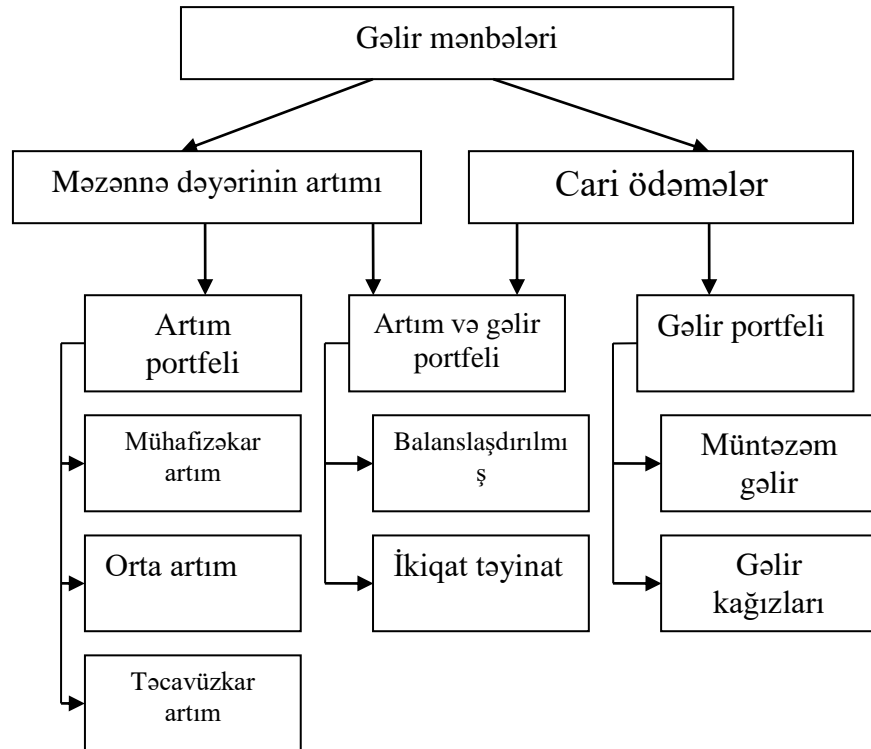 Gəlir mənbələri
Məzənnə dəyərinin artımı
Cari ödəmələr
Artım
portfeli
Artım və gəlir
portfeli
Gəlir portfeli
Mühafizəkar
artım
Balanslaşdırılmı
ş
Müntəzəm
gəlir
Orta artım
İkiqat təyinat
Gəlir
kağızları
Təcavüzkar
artım